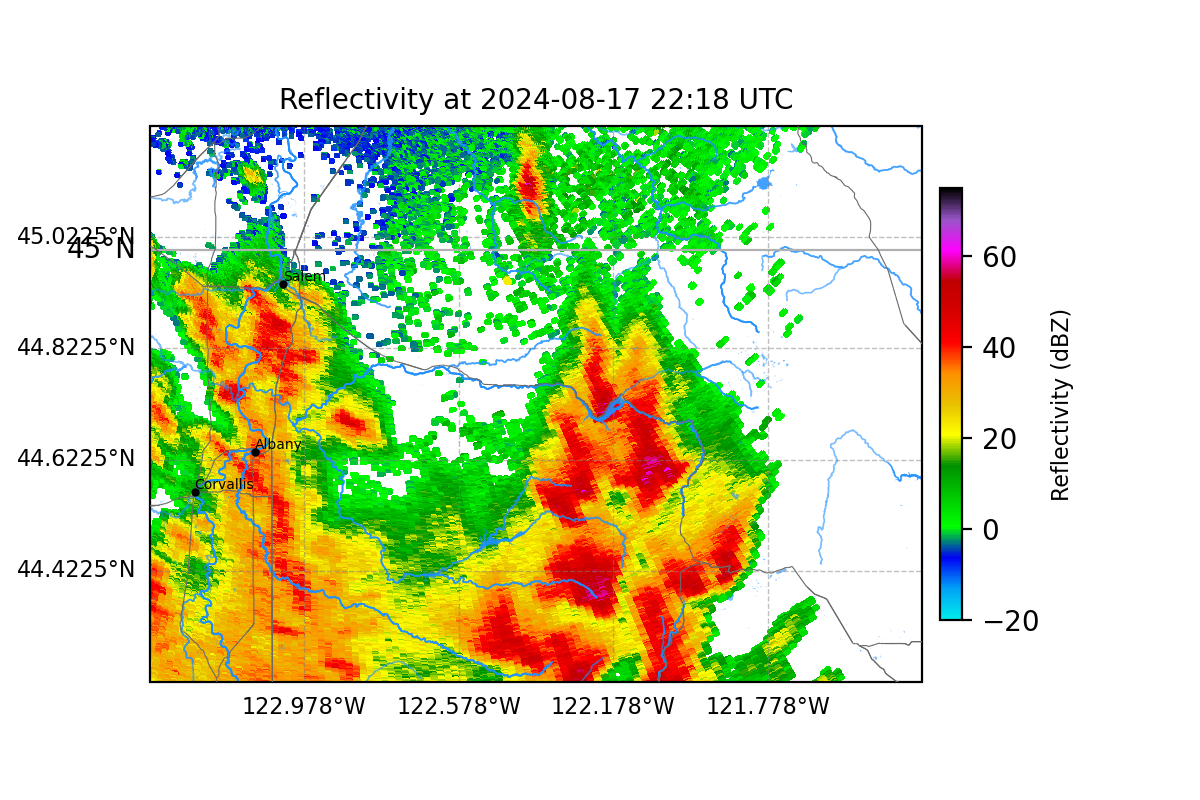 Reflectivity at 2024-08-17 22:18 UTC
45.0225°N
45°N
Salem
44.8225°N
44.6225°N
Albany
Corvallis
44.4225°N
122.978°W 122.578°W 122.178°W 121.778°W
60
40
20
0
−20
Reflectivity (dBZ)